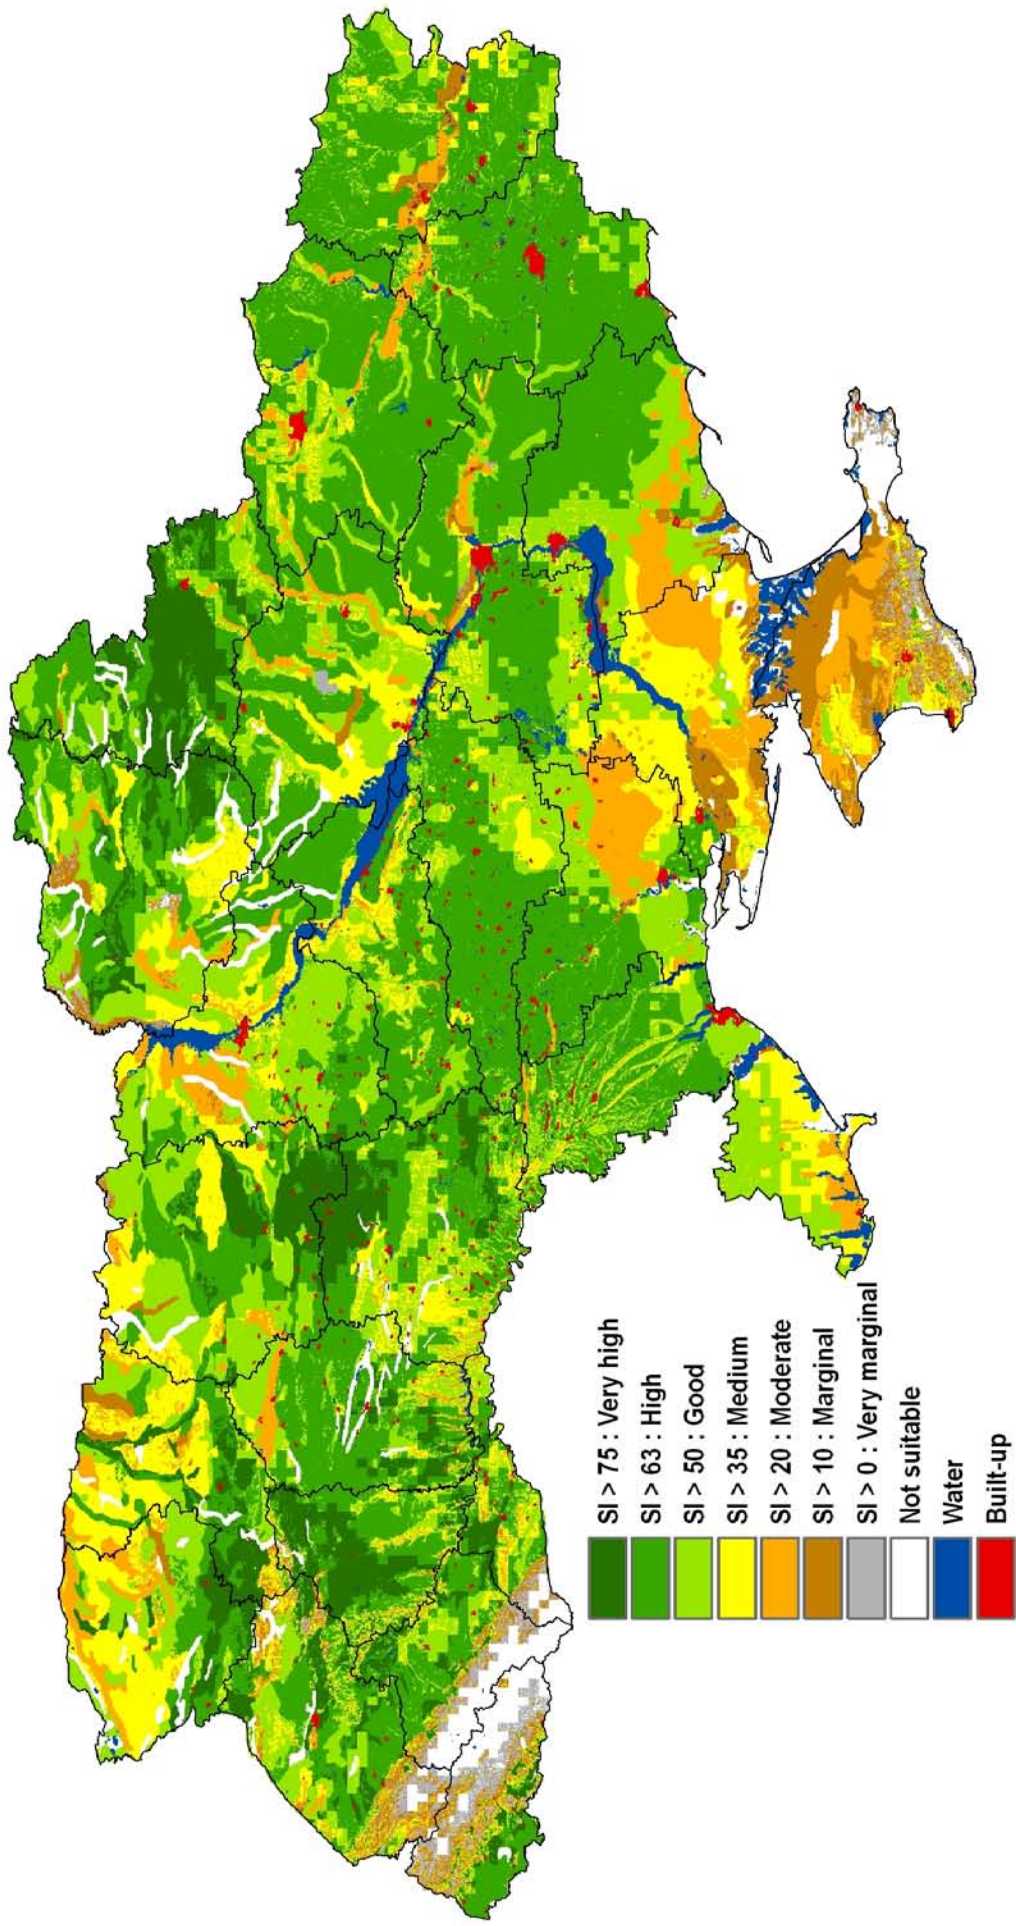 SI > 75 : Very high
SI > 63 : High
SI > 50 : Good
SI > 35 : Medium
SI > 20 : Moderate
SI > 10 : Marginal
SI > 0 : Very marginal
Not suitable
Water
Built-up